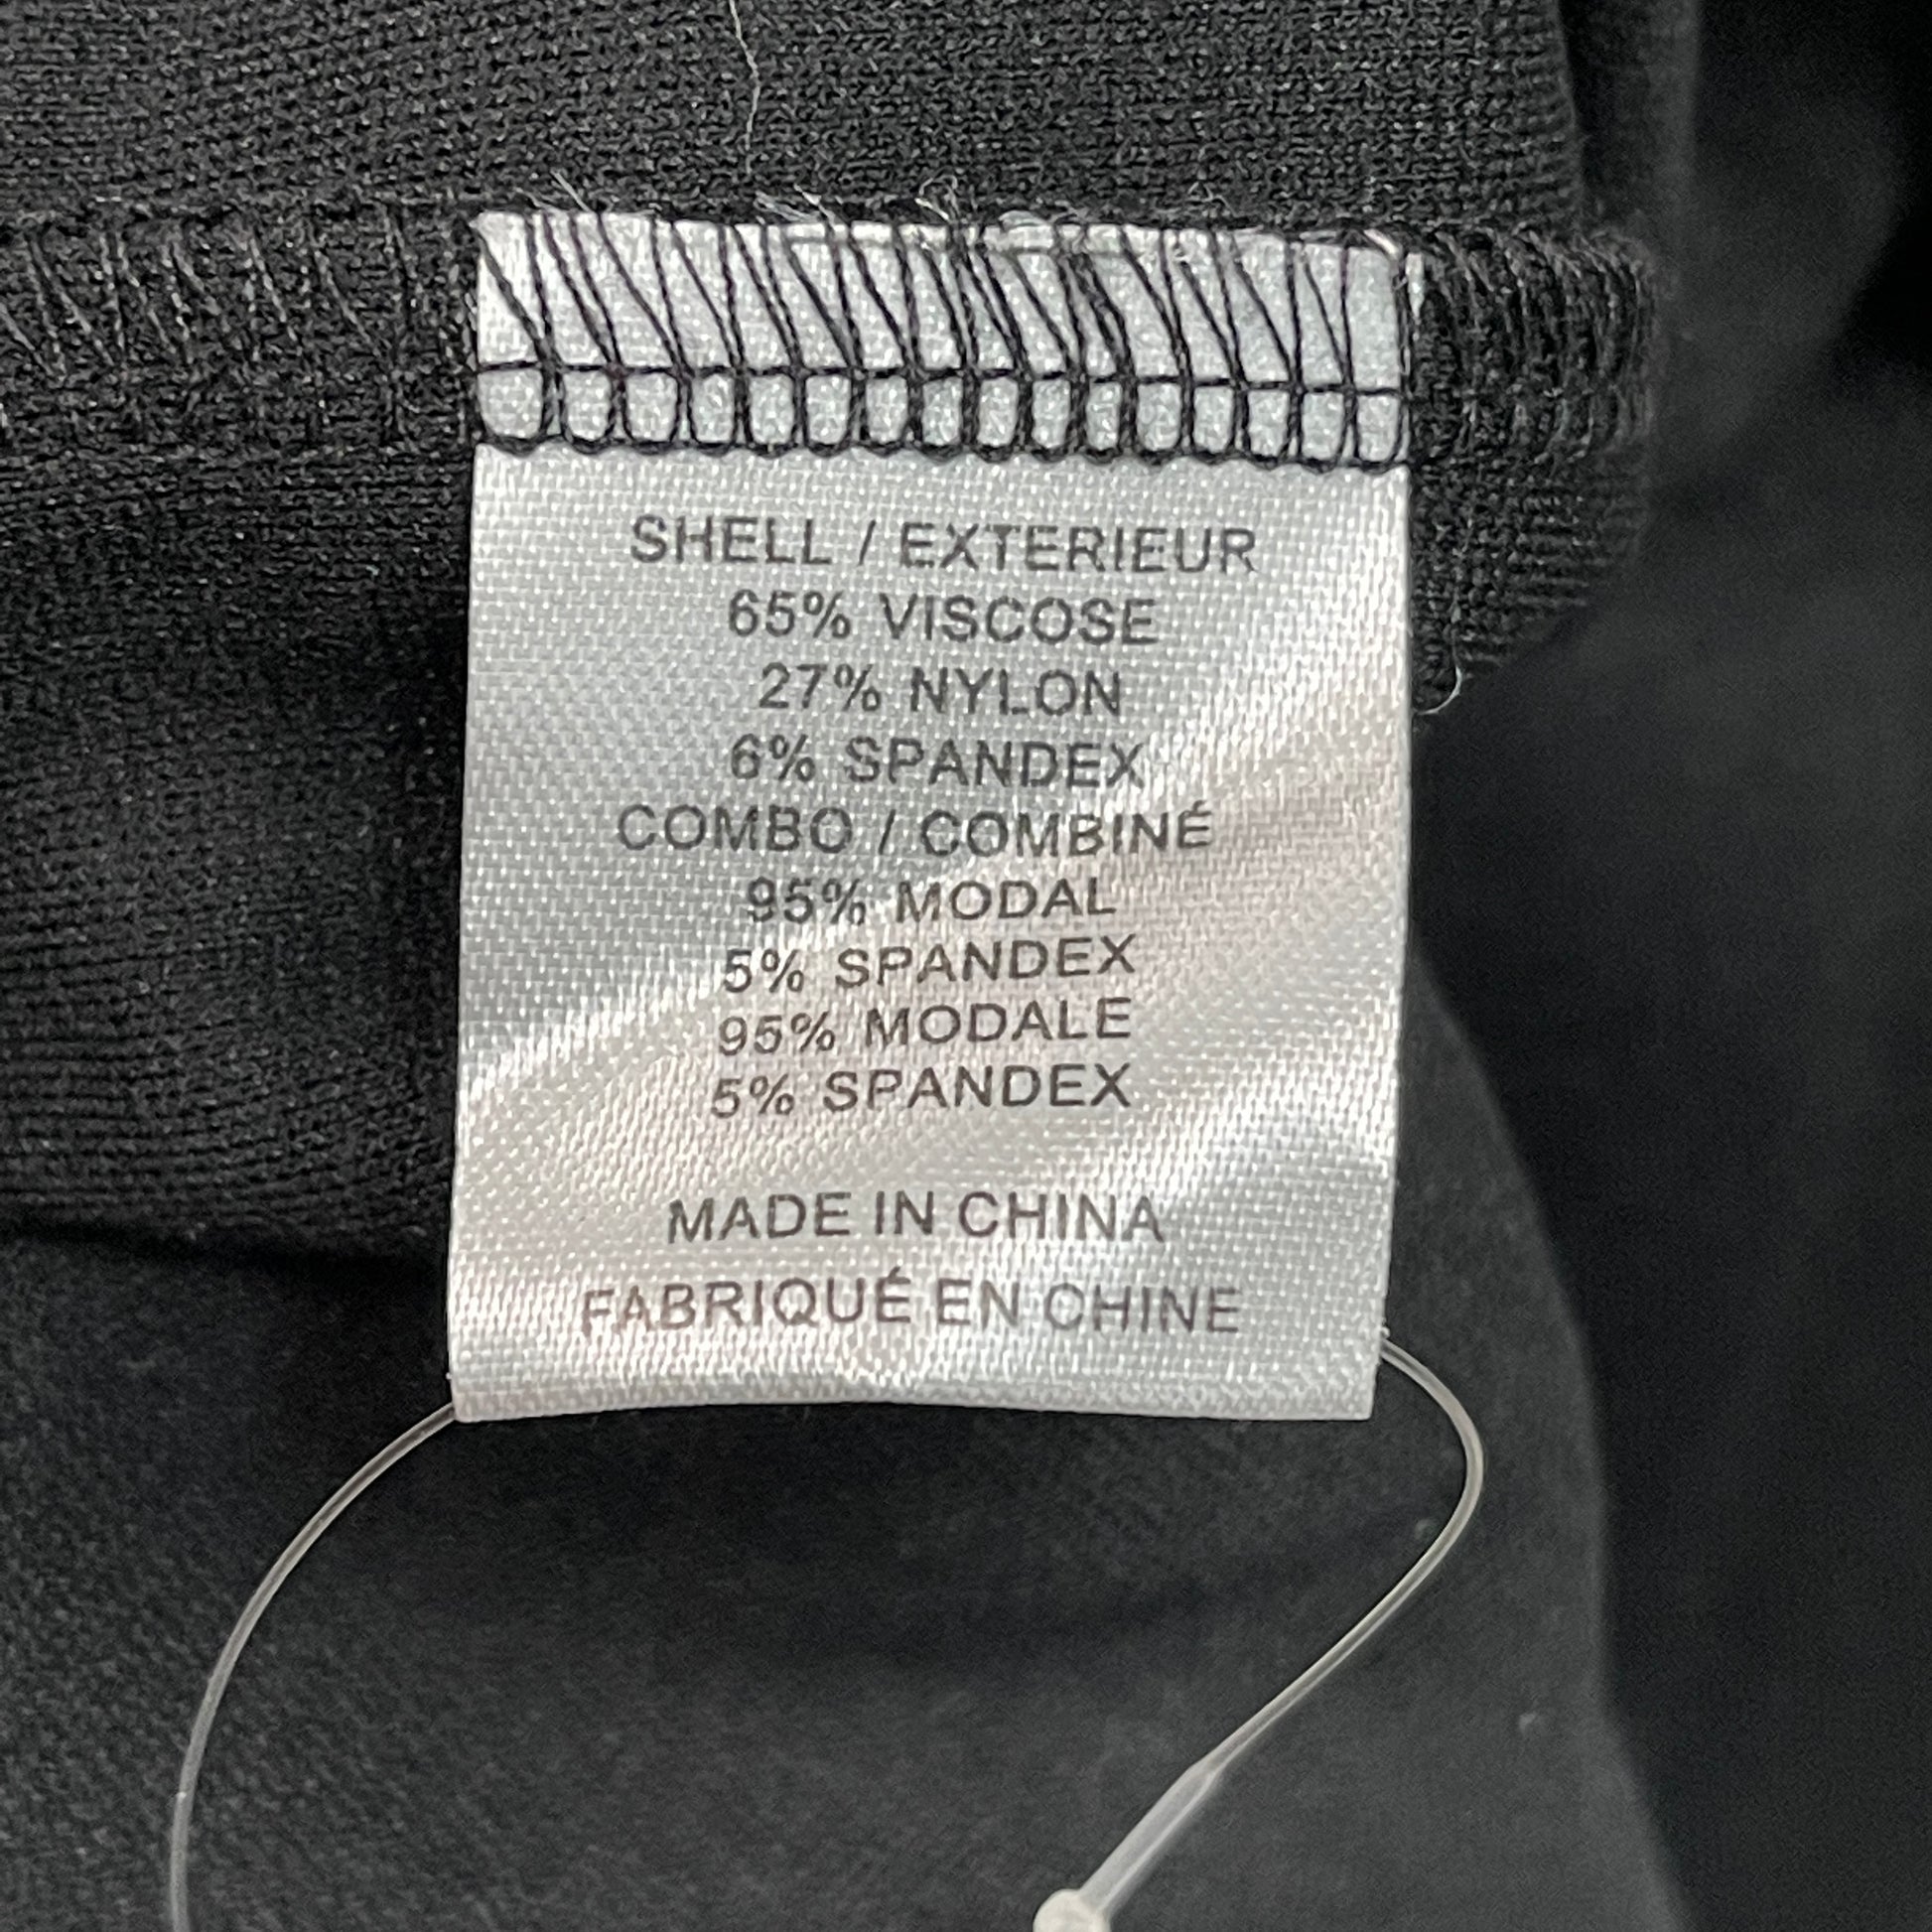 SHELL / EXTERIEUR
65% VISCOSE
27% NYLON
6% SPANDEX
COMBO / COMBINÉ
95% MODAL
5% SPANDEX
95% MODALE
5% SPANDEX
MADE IN CHINA
FABRIQUÉ EN CHINE